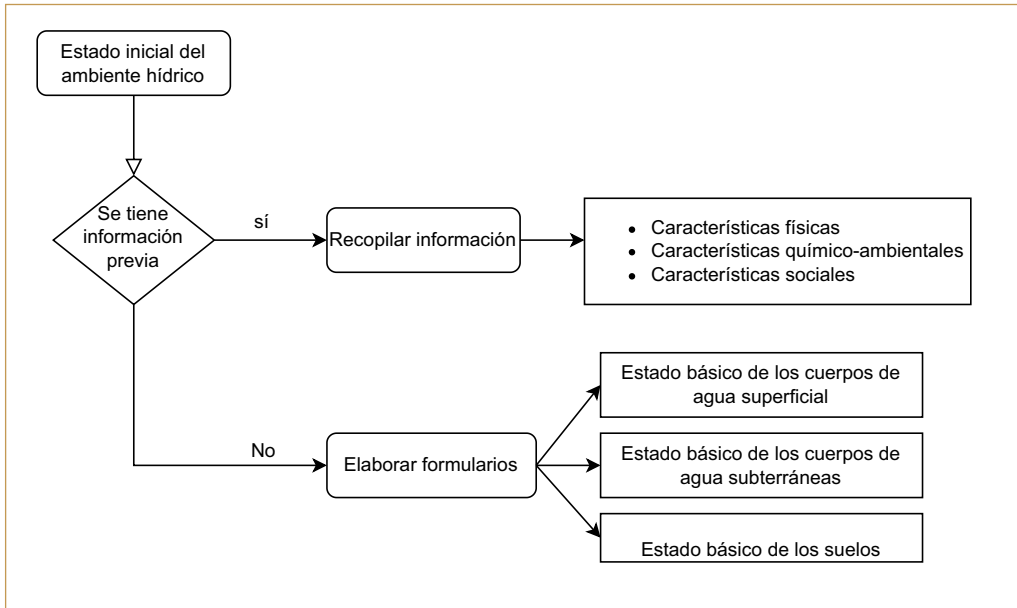 Estado inicial del
ambiente hídrico
Se tiene
información
previa
sí
Recopilar información
• Características físicas
• Características químico-ambientales
• Características sociales
No
Elaborar formularios
Estado básico de los cuerpos de
agua superficial
Estado básico de los cuerpos de
agua subterráneas
Estado básico de los suelos